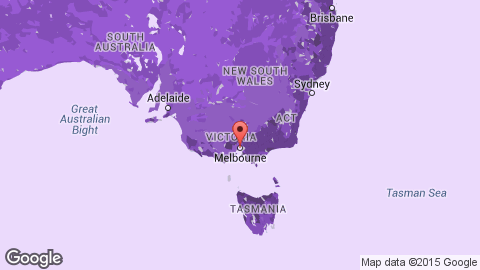 Brisbane
SOUTH
AUSTRALIA
NEW SOUTH
WALES
Sydney
Adelaide
Great
Australian
Bight
ACT
VICTORIA
Melbourne
Tasman Sea
TASMANIA
Google
Map data ©2015 Google